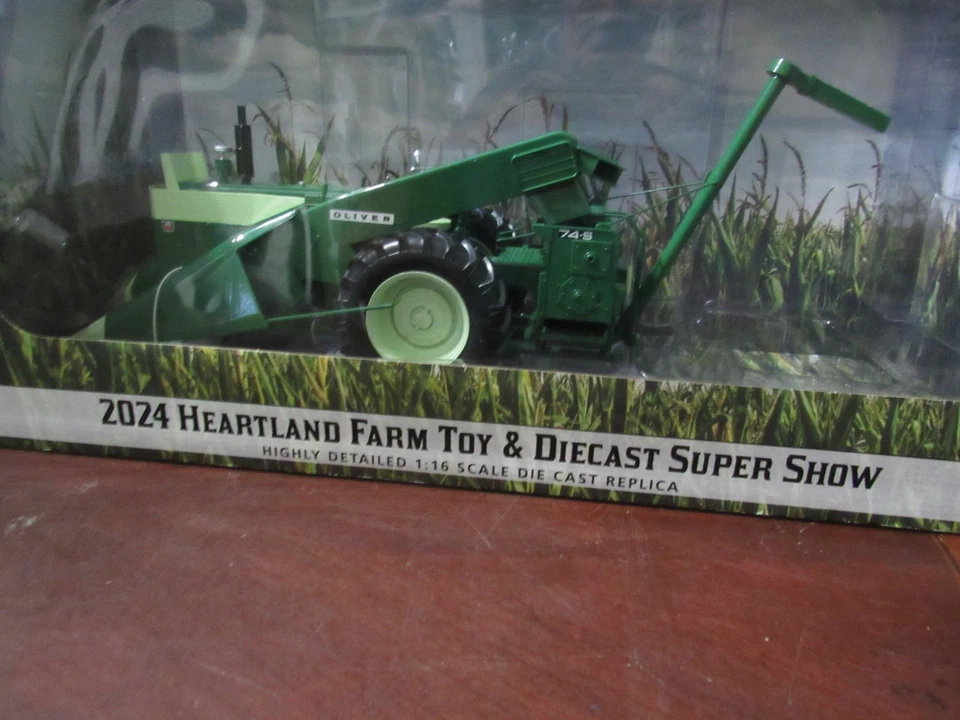 OLIVER
74-S
2024 HEARTLAND FARM TOY & DIECAST SUPER SHOW
HIGHLY DETAILED 1:16 SCALE DIE CAST REPLICA